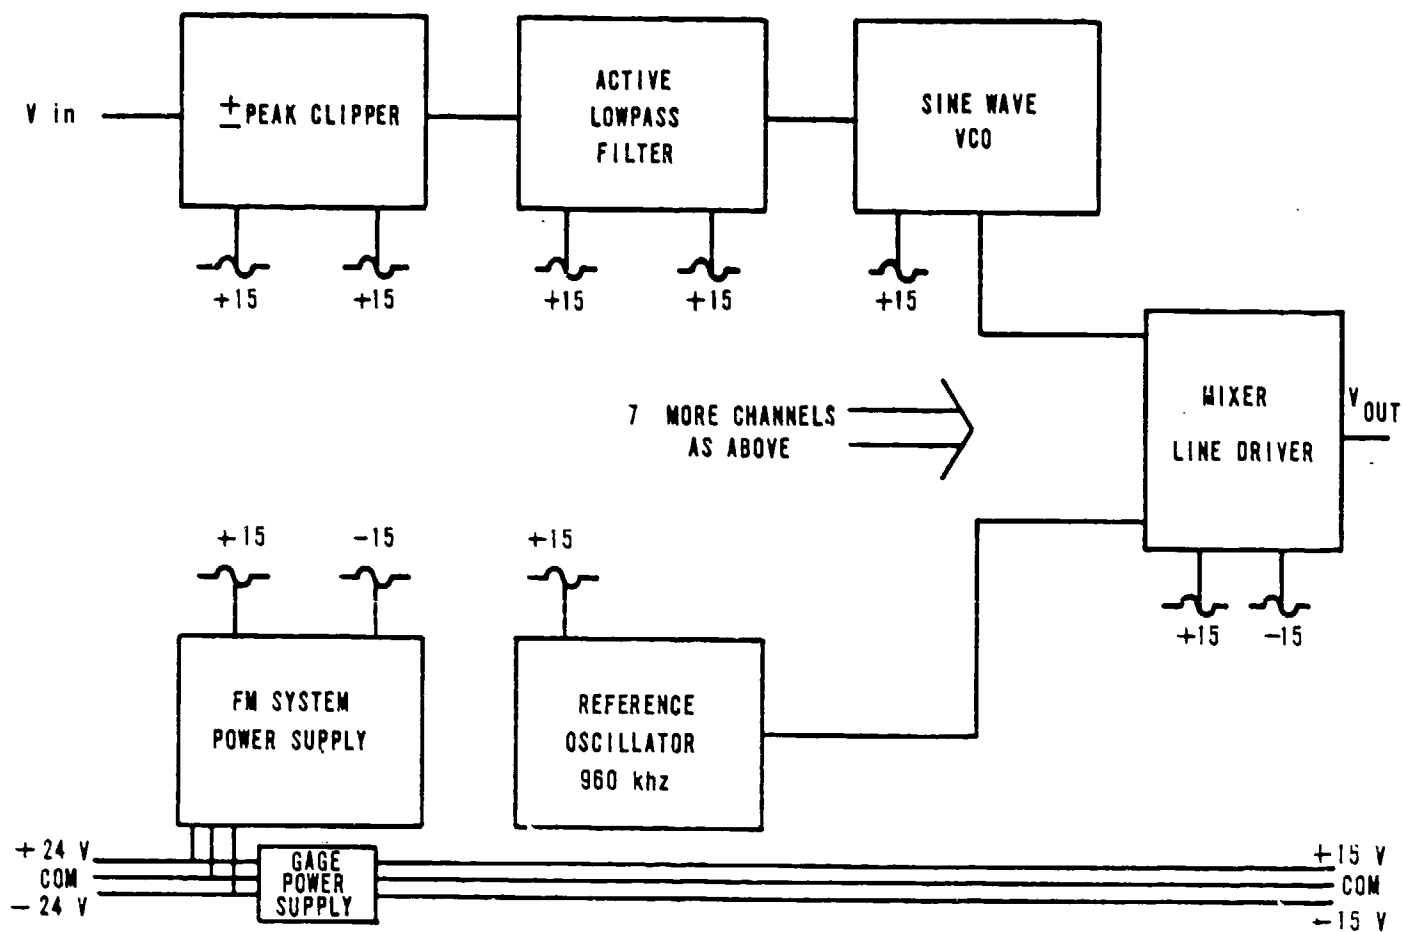 V in
± PEAK CLIPPER
ACTIVE
LOWPASS
FILTER
SINE WAVE
VCO
+15
+15
+15
+15
+15
7 MORE CHANNELS
AS ABOVE
MIXER
LINE DRIVER
V OUT
+15
-15
+15
-15
+15
FM SYSTEM
POWER SUPPLY
REFERENCE
OSCILLATOR
960 khz
+24 V
COM
-24 V
GAGE
POWER
SUPPLY
+15 V
COM
-15 V